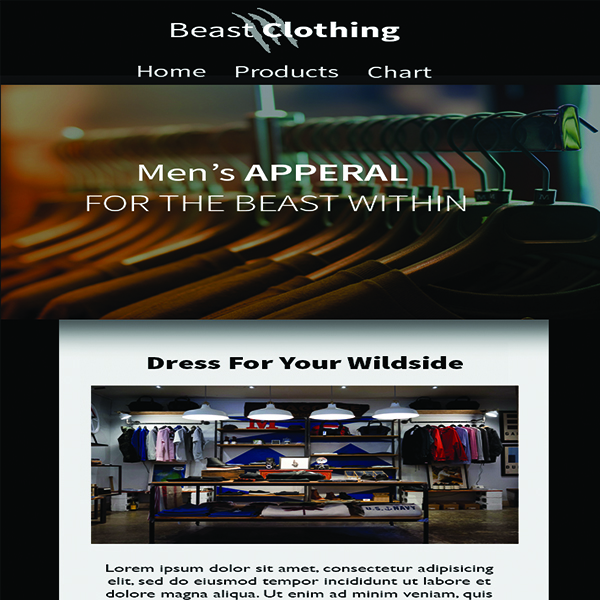 Beast Clothing
Home Products Chart
Men's APPERAL
FOR THE BEAST WITHIN
Dress For Your Wildside
U.S. NAVY
Lorem ipsum dolor sit amet, consectetur adipisicing
elit, sed do eiusmod tempor incididunt ut labore et
dolore magna aliqua. Ut enim ad minim veniam, quis